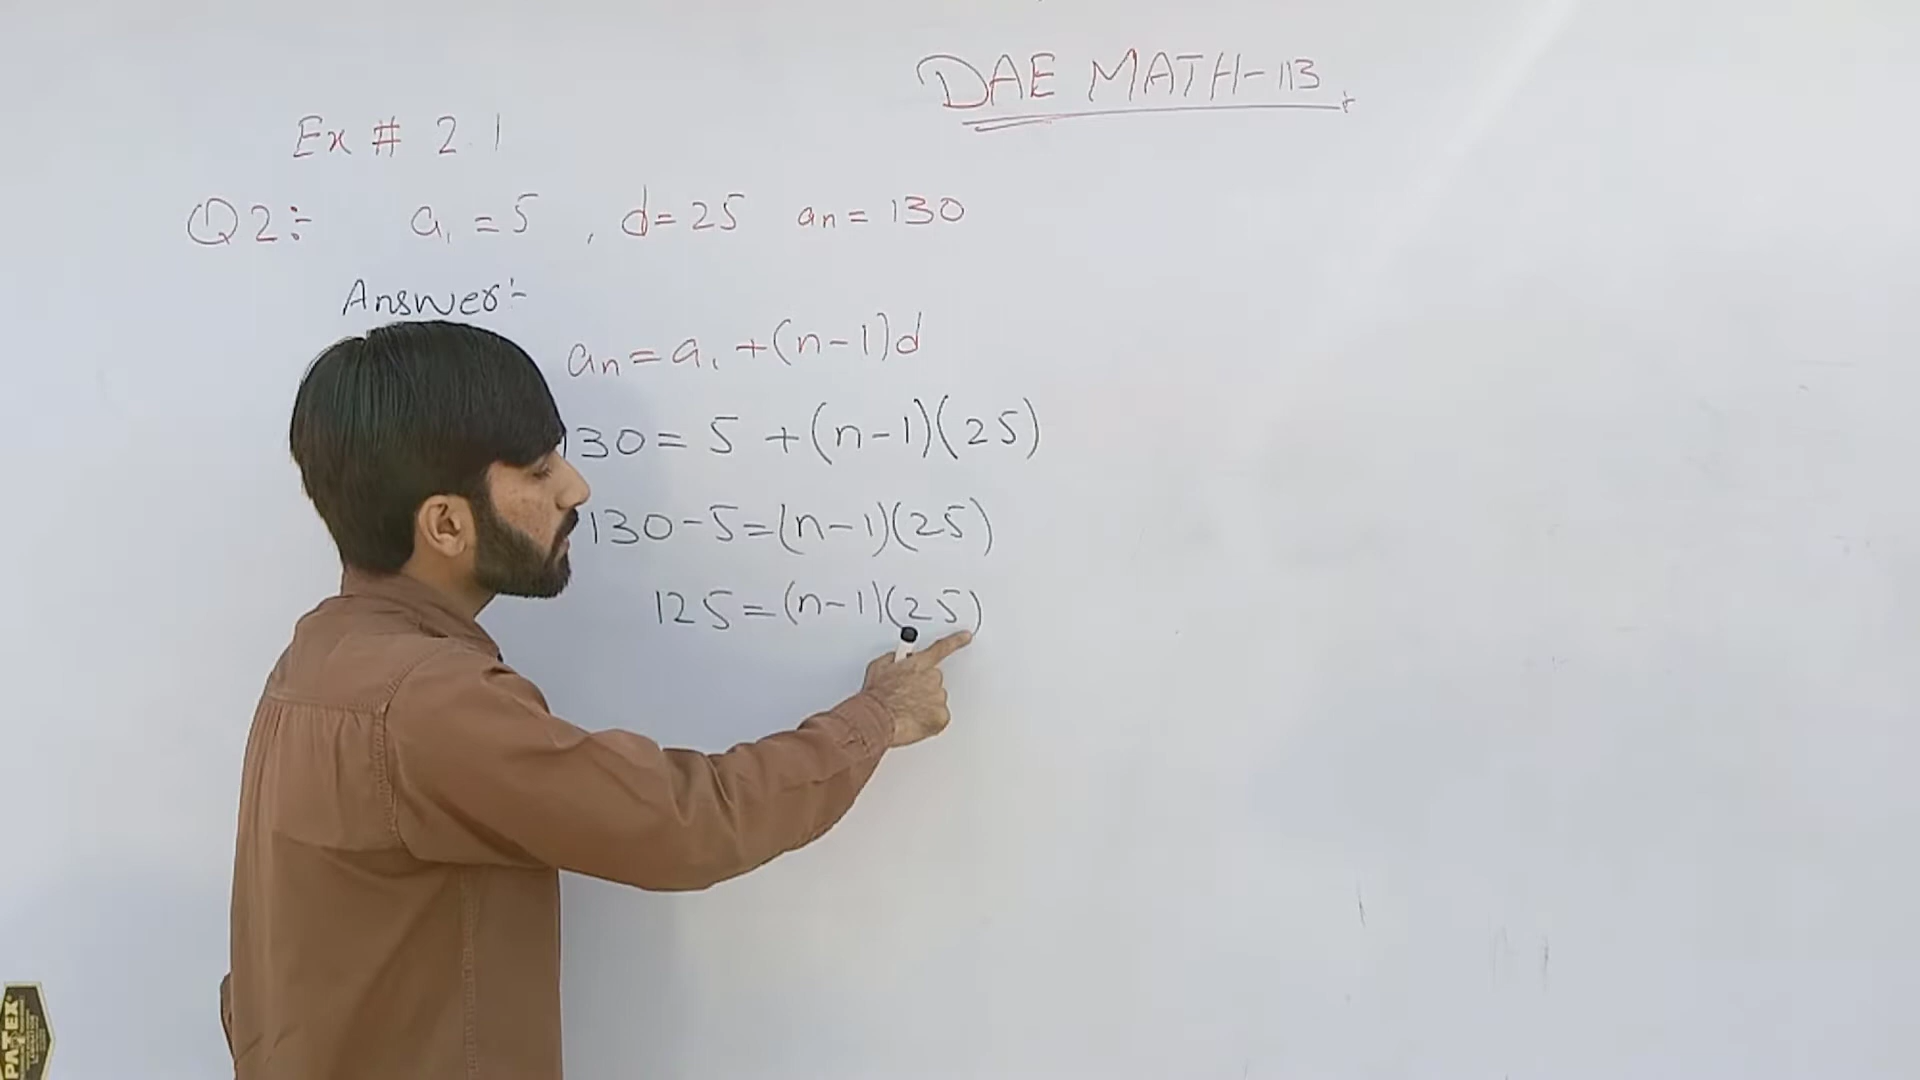 DAE MATH-113
Ex # 2.1
Q2:- a₁ = 5 , d=25 aₙ = 130
Answer:-
aₙ = a₁ + (n-1)d
130 = 5 + (n-1)(25)
130-5=(n-1)(25)
125=(n-1)(25)
PATEX